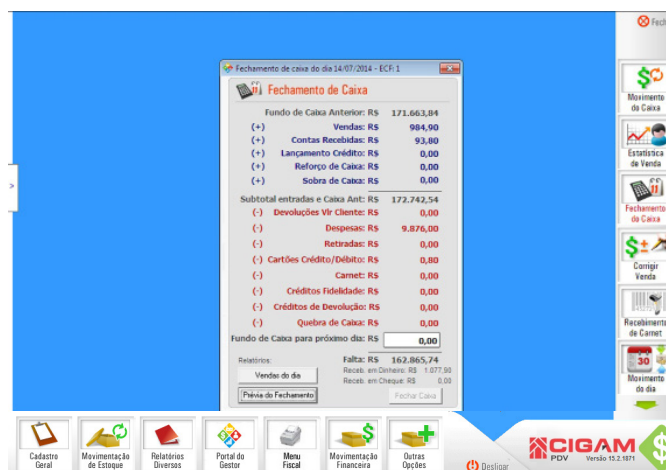 Fech
Fechamento de caixa do dia 14/07/2014 - ECF: 1
Fechamento de Caixa
Fundo de Caixa Anterior: R$ 171.663,84
(+) Vendas: R$ 984,90
(+) Contas Recebidas: R$ 93,80
(+) Lançamento Crédito: R$ 0,00
(+) Reforço de Caixa: R$ 0,00
(+) Sobra de Caixa: R$ 0,00
Subtotal entradas e Caixa Ant: R$ 172.742,54
(-) Devoluções Vlr Cliente: R$ 0,00
(-) Despesas: R$ 9.876,00
(-) Retiradas: R$ 0,00
(-) Cartões Crédito/Débito: R$ 0,80
(-) Carnet: R$ 0,00
(-) Créditos Fidelidade: R$ 0,00
(-) Créditos de Devolução: R$ 0,00
(-) Quebra de Caixa: R$ 0,00
Fundo de Caixa para próximo dia: R$ 0,00
Relatórios: Falta: R$ 162.865,74
Receb. em Dinheiro: R$ 1.077,90
Receb. em Cheque: R$ 0,00
Vendas do dia
Prévia do Fechamento Fechar Caixa
Movimento
do Caixa
Estatística
de Venda
Fechamento
do Caixa
Corrigir
Venda
Recebimento
de Carnet
30
Movimento
do dia
>
Cadastro
Geral
Movimentação
de Estoque
Relatórios
Diversos
Portal do
Gestor
Menu
Fiscal
Movimentação
Financeira
Outras
Opções
Desligar
CIGAM
PDV Versão 15.2.1871